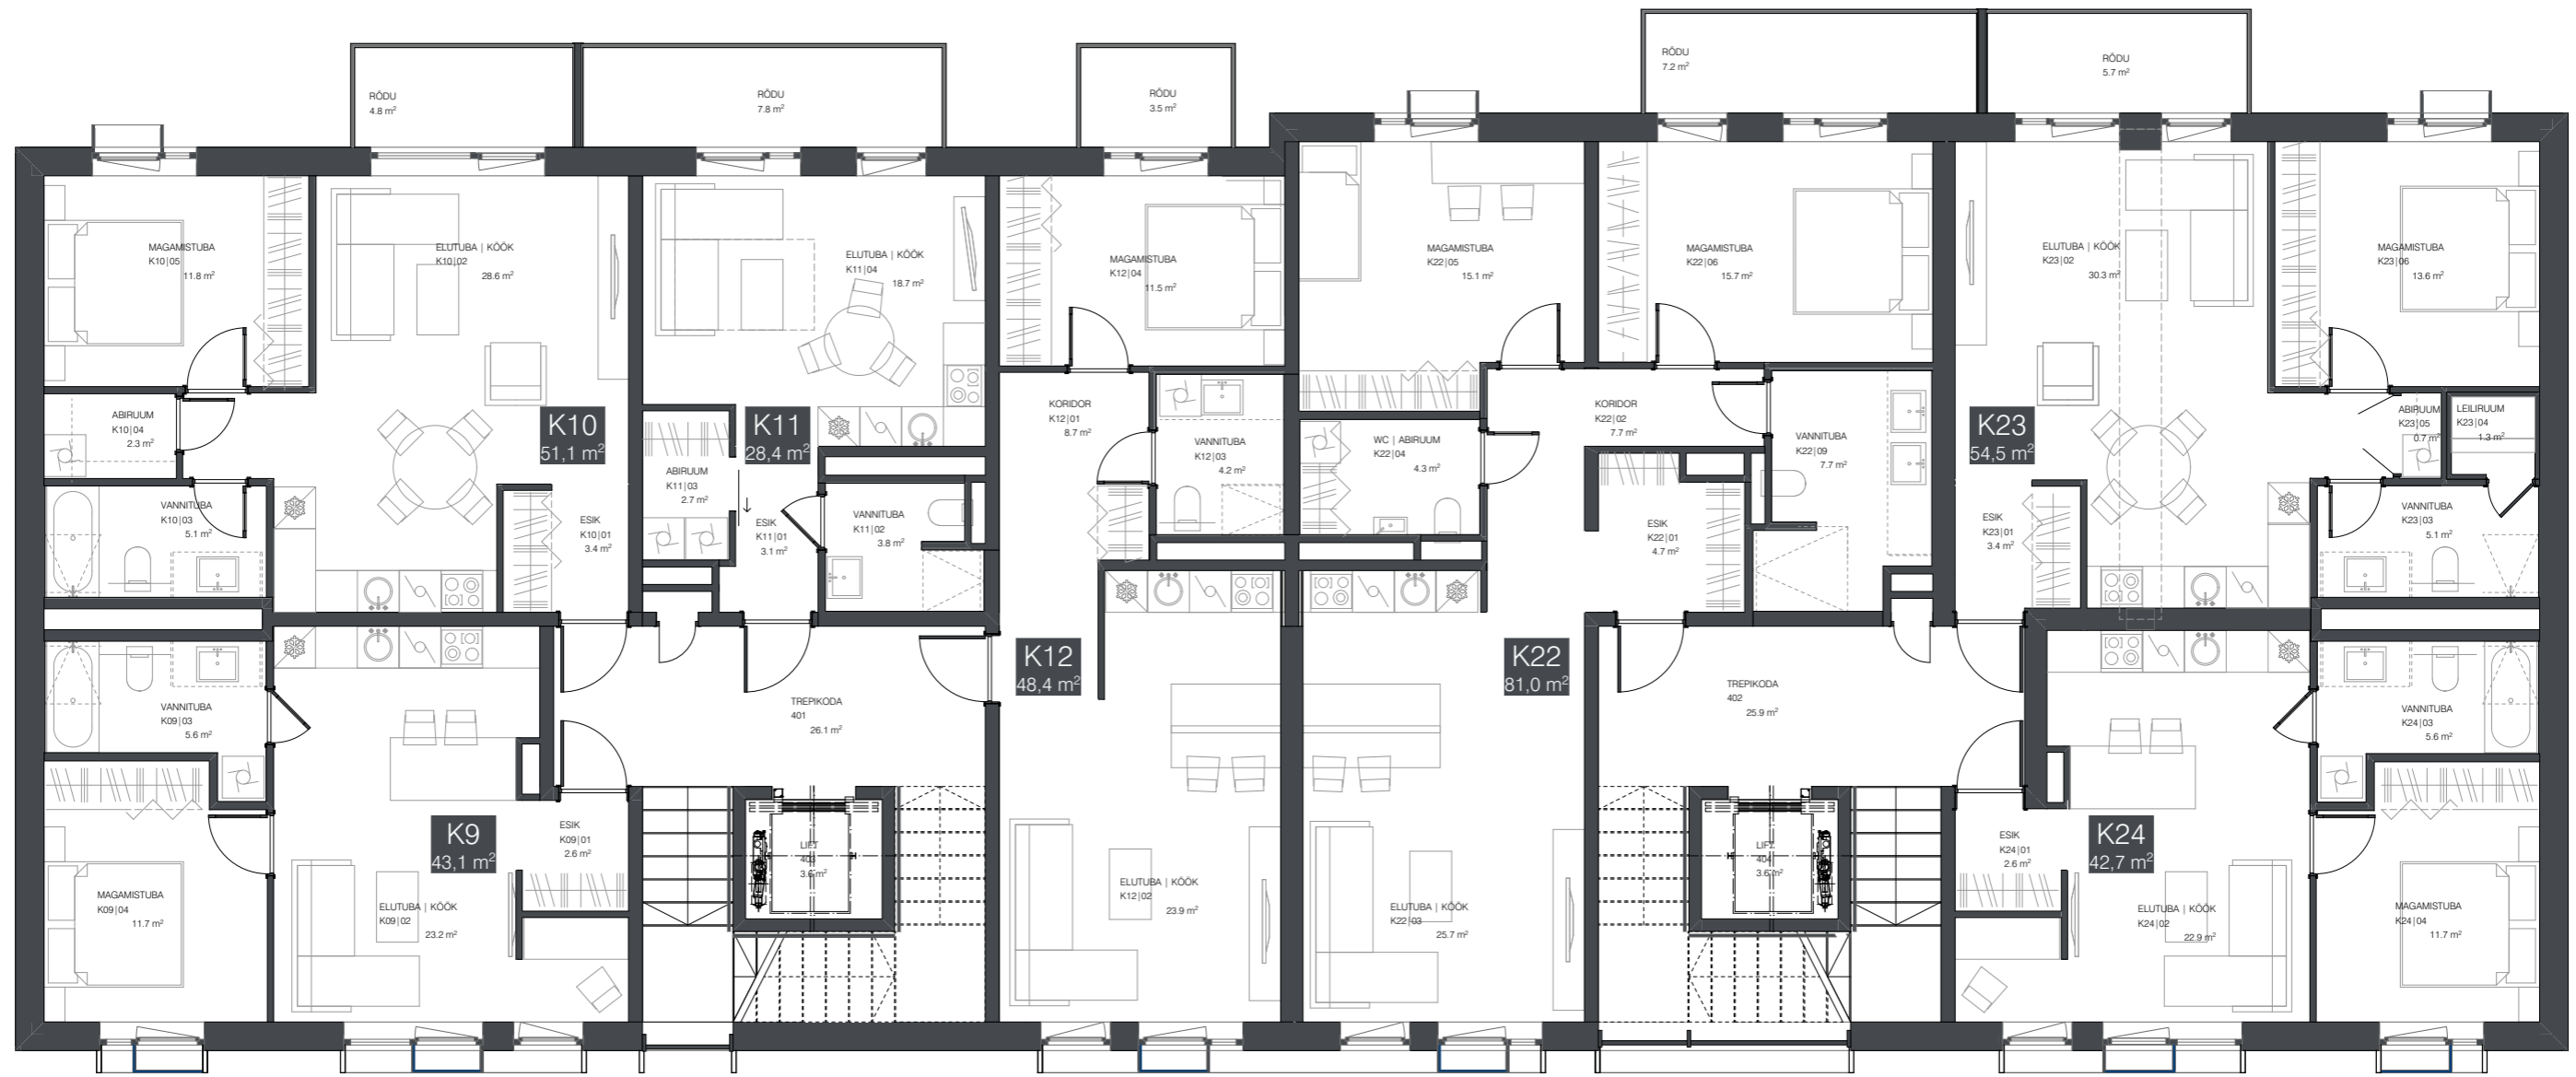 RÕDU
4.8 m²
RÕDU
7.8 m²
RÕDU
3.5 m²
RÕDU
7.2 m²
RÕDU
5.7 m²
MAGAMISTUBA
K10|05
11.8 m²
ELUTUBA | KÖÖK
K10|02
28.6 m²
ELUTUBA | KÖÖK
K11|04
18.7 m²
MAGAMISTUBA
K12|04
11.5 m²
MAGAMISTUBA
K22|05
15.1 m²
MAGAMISTUBA
K22|06
15.7 m²
ELUTUBA | KÖÖK
K23|02
30.3 m²
MAGAMISTUBA
K23|06
13.6 m²
ABIRUUM
K10|04
2.3 m²
K10
51,1 m²
K11
28,4 m²
KORIDOR
K12|01
8.7 m²
VANNITUBA
K12|03
4.2 m²
WC | ABIRUUM
K22|04
4.3 m²
KORIDOR
K22|02
7.7 m²
VANNITUBA
K22|09
7.7 m²
K23
54,5 m²
ABIRUUM
K23|05
0.7 m²
LEILIRUUM
K23|04
1.3 m²
VANNITUBA
K10|03
5.1 m²
ESIK
K10|01
3.4 m²
ABIRUUM
K11|03
2.7 m²
ESIK
K11|01
3.1 m²
VANNITUBA
K11|02
3.8 m²
ESIK
K22|01
4.7 m²
ESIK
K23|01
3.4 m²
VANNITUBA
K23|03
5.1 m²
VANNITUBA
K09|03
5.6 m²
TREPIKODA
401
26.1 m²
K12
48,4 m²
K22
81,0 m²
TREPIKODA
402
25.9 m²
VANNITUBA
K24|03
5.6 m²
K9
43,1 m²
ESIK
K09|01
2.6 m²
LIFT
403
3.6 m²
LIFT
404
3.6 m²
ESIK
K24|01
2.6 m²
K24
42,7 m²
MAGAMISTUBA
K09|04
11.7 m²
ELUTUBA | KÖÖK
K09|02
23.2 m²
ELUTUBA | KÖÖK
K12|02
23.9 m²
ELUTUBA | KÖÖK
K22|03
25.7 m²
ELUTUBA | KÖÖK
K24|02
22.9 m²
MAGAMISTUBA
K24|04
11.7 m²